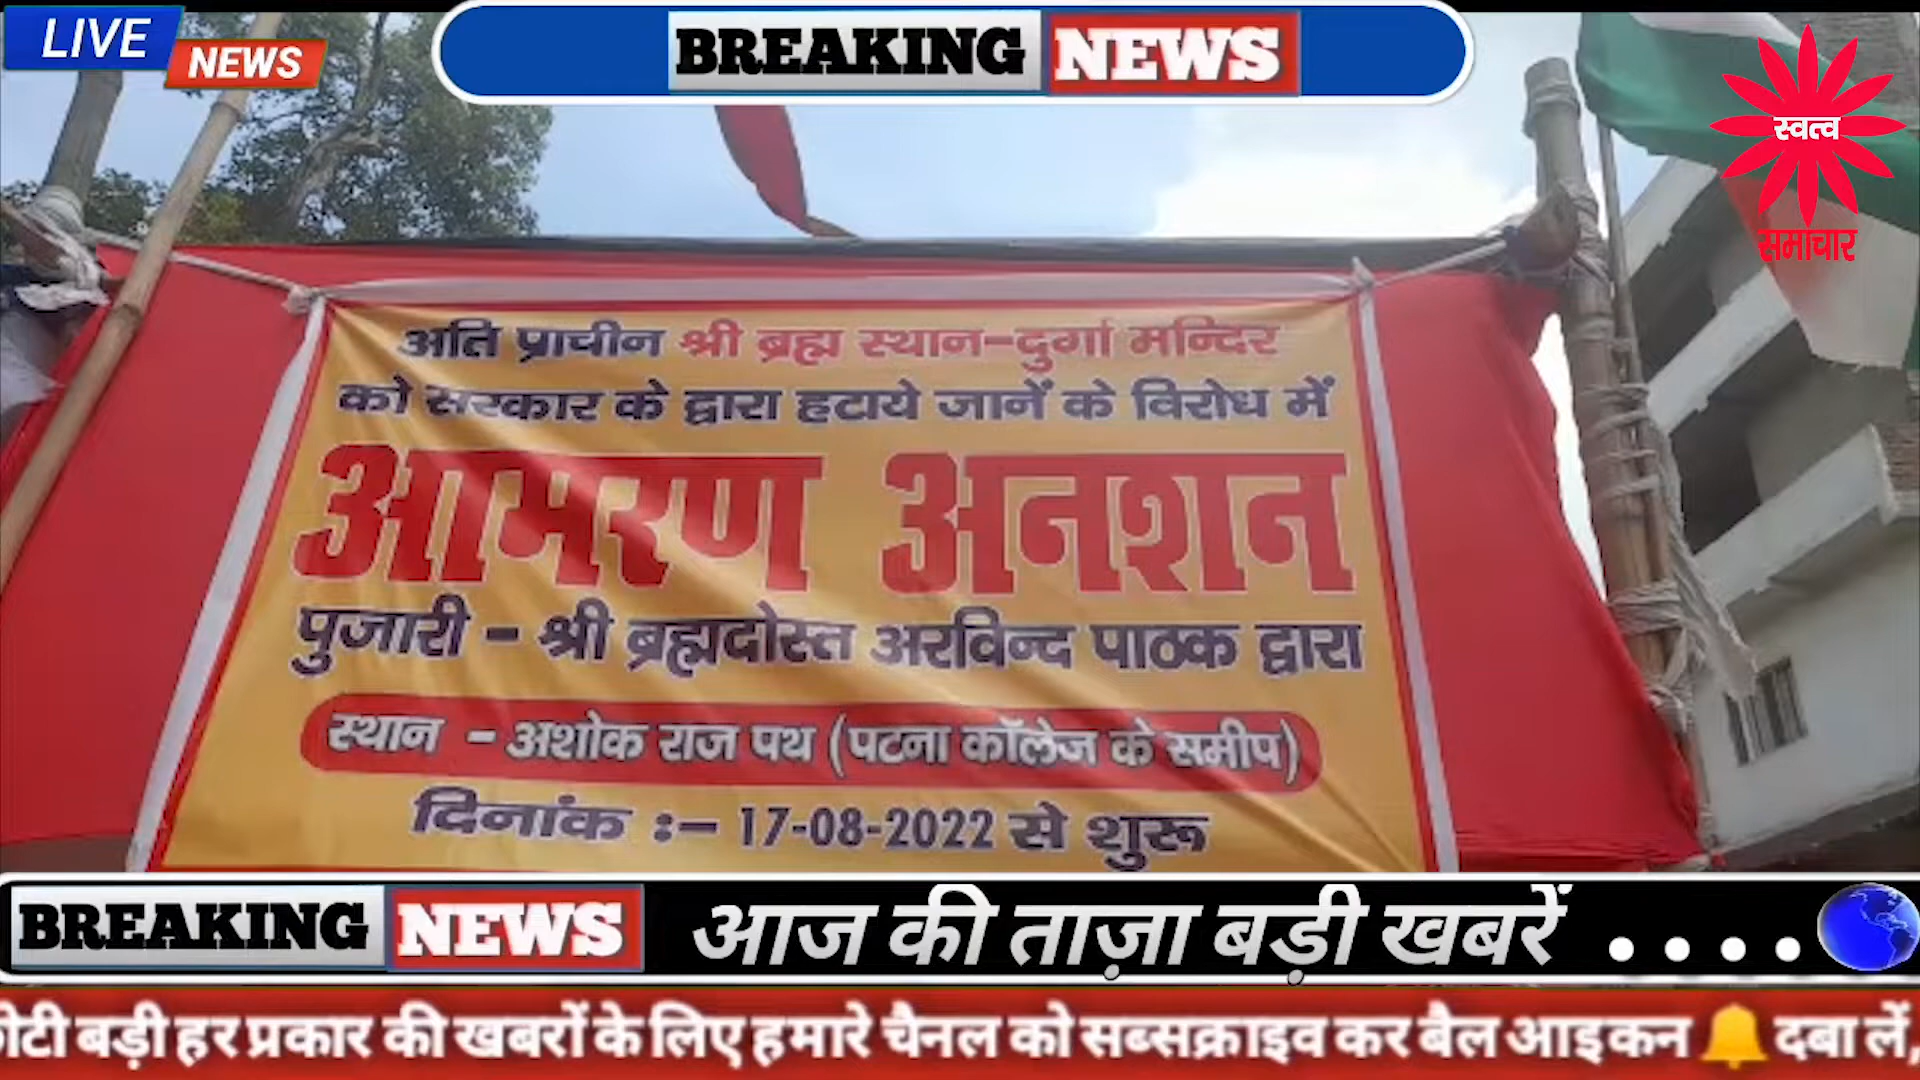 LIVE
NEWS
BREAKING NEWS
स्वत्व
समाचार
अति प्राचीन श्री ब्रह्म स्थान-दुर्गा मन्दिर
को सरकार के द्वारा हटाये जानें के विरोध में
आमरण अनशन
पुजारी - श्री ब्रह्मदोस्त अरविन्द पाठक द्वारा
स्थान - अशोक राज पथ (पटना कॉलेज के समीप)
दिनांक :- 17-08-2022 से शुरू
BREAKING NEWS आज की ताज़ा बड़ी खबरें ....
बड़ी हर प्रकार की खबरों के लिए हमारे चैनल को सब्सक्राइव कर बैल आइकन 🔔 दबा लें,